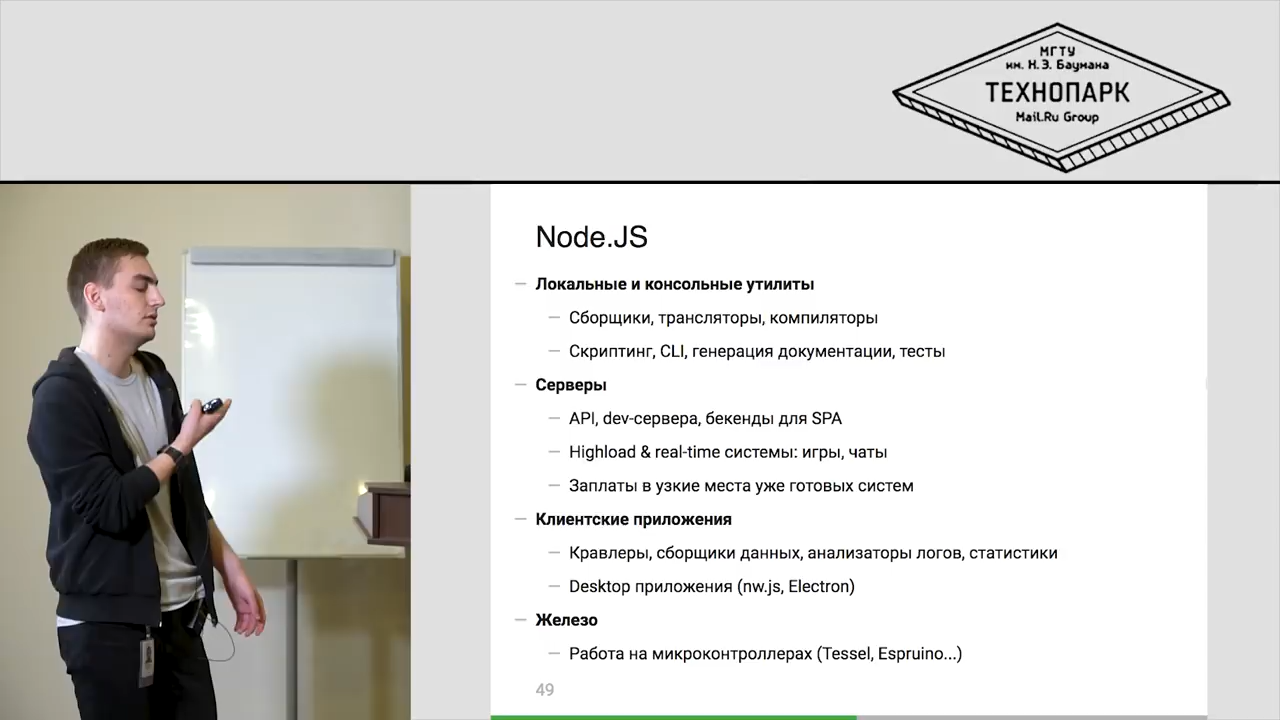 МГТУ
им. Н.Э. Баумана
ТЕХНОПАРК
Mail.Ru Group
Node.JS
— Локальные и консольные утилиты
— Сборщики, трансляторы, компиляторы
— Скриптинг, CLI, генерация документации, тесты
— Серверы
— API, dev-сервера, бекенды для SPA
— Highload & real-time системы: игры, чаты
— Заплаты в узкие места уже готовых систем
— Клиентские приложения
— Кравлеры, сборщики данных, анализаторы логов, статистики
— Desktop приложения (nw.js, Electron)
— Железо
— Работа на микроконтроллерах (Tessel, Espruino...)
49